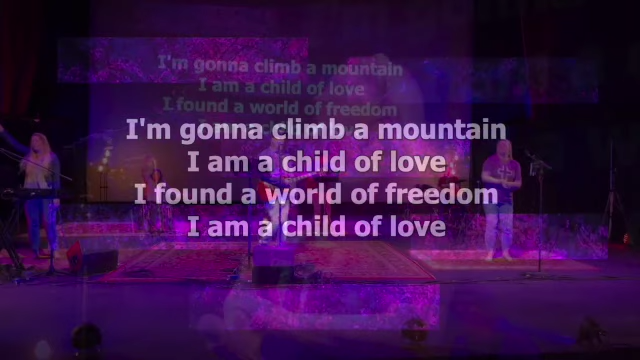 I'm gonna climb a mountain
I am a child of love
I found a world of freedom
I'm gonna climb a mountain
I am a child of love
I found a world of freedom
I am a child of love